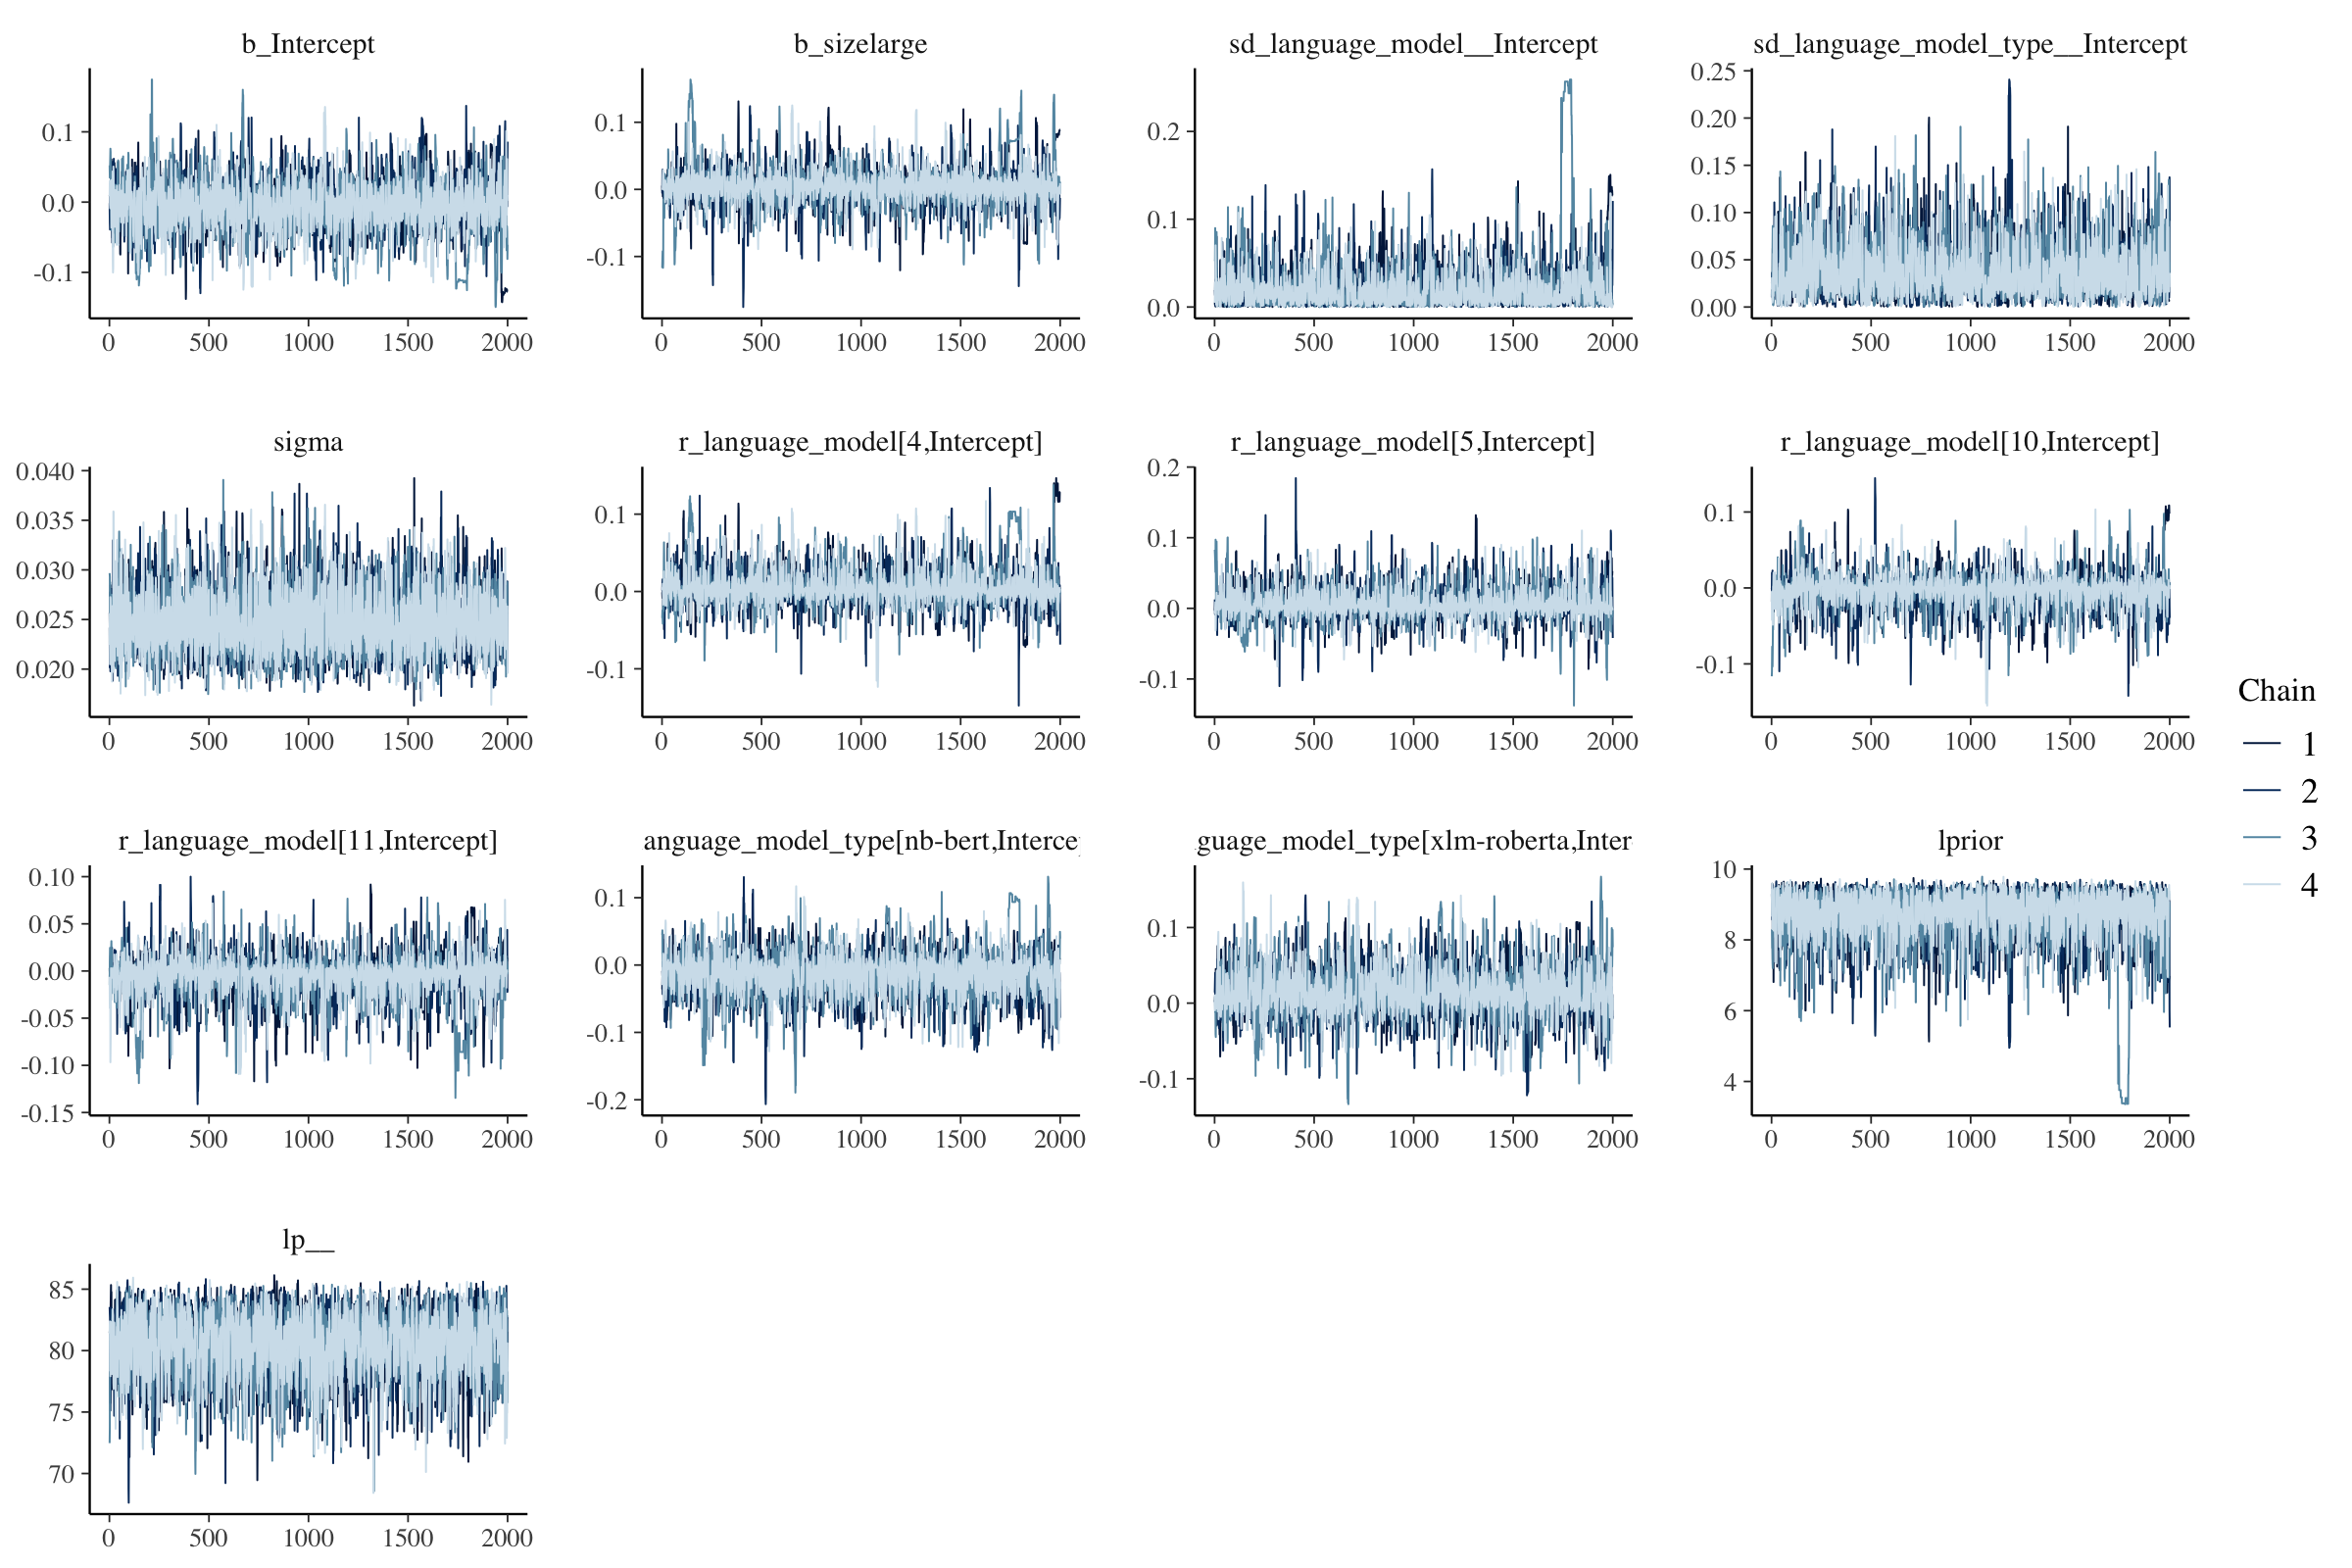 b_Intercept
b_sizelarge
sd_language_model__Intercept
sd_language_model_type__Intercept
0.1
0.0
-0.1
0 500 1000 1500 2000
0.1
0.0
-0.1
0 500 1000 1500 2000
0.2
0.1
0.0
0 500 1000 1500 2000
0.25
0.20
0.15
0.10
0.05
0.00
0 500 1000 1500 2000
sigma
r_language_model[4,Intercept]
r_language_model[5,Intercept]
r_language_model[10,Intercept]
0.040
0.035
0.030
0.025
0.020
0 500 1000 1500 2000
0.1
0.0
-0.1
0 500 1000 1500 2000
0.2
0.1
0.0
-0.1
0 500 1000 1500 2000
0.1
0.0
-0.1
0 500 1000 1500 2000
Chain
1
2
3
4
r_language_model[11,Intercept]
anguage_model_type[nb-bert,Interce
guage_model_type[xlm-roberta,Inter
lprior
0.10
0.05
0.00
-0.05
-0.10
-0.15
0 500 1000 1500 2000
0.1
0.0
-0.1
-0.2
0 500 1000 1500 2000
0.1
0.0
-0.1
0 500 1000 1500 2000
10
8
6
4
0 500 1000 1500 2000
lp__
85
80
75
70
0 500 1000 1500 2000